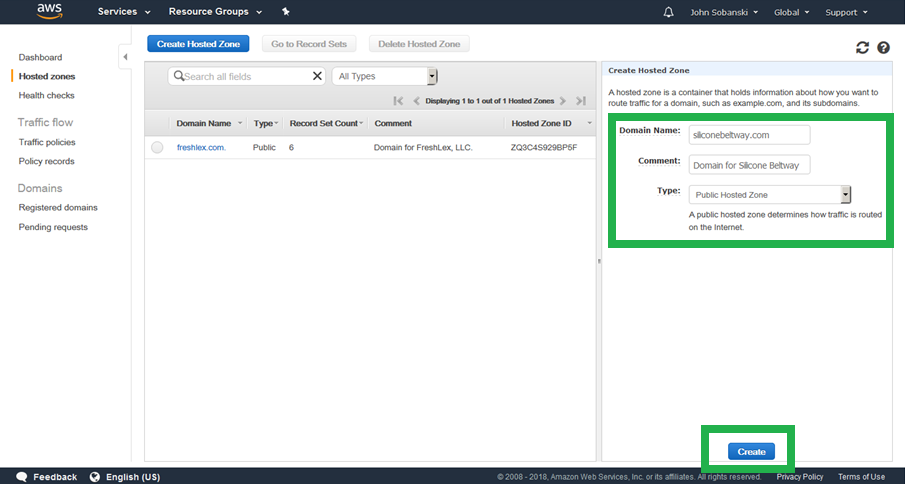 aws
Services
Resource Groups
John Sobanski
Global
Support
Dashboard
Hosted zones
Health checks
Traffic flow
Traffic policies
Policy records
Domains
Registered domains
Pending requests
Create Hosted Zone
Go to Record Sets
Delete Hosted Zone
Search all fields
All Types
Displaying 1 to 1 out of 1 Hosted Zones
Domain Name Type Record Set Count Comment Hosted Zone ID
freshlex.com. Public 6 Domain for FreshLex, LLC. ZQ3C4S929BP5F
Create Hosted Zone
A hosted zone is a container that holds information about how you want to
route traffic for a domain, such as example.com, and its subdomains.
Domain Name: siliconebeltway.com
Comment: Domain for Silicone Beltway
Type: Public Hosted Zone
A public hosted zone determines how traffic is routed
on the Internet.
Create
Feedback
English (US)
© 2008 - 2018, Amazon Web Services, Inc. or its affiliates. All rights reserved.
Privacy Policy
Terms of Use